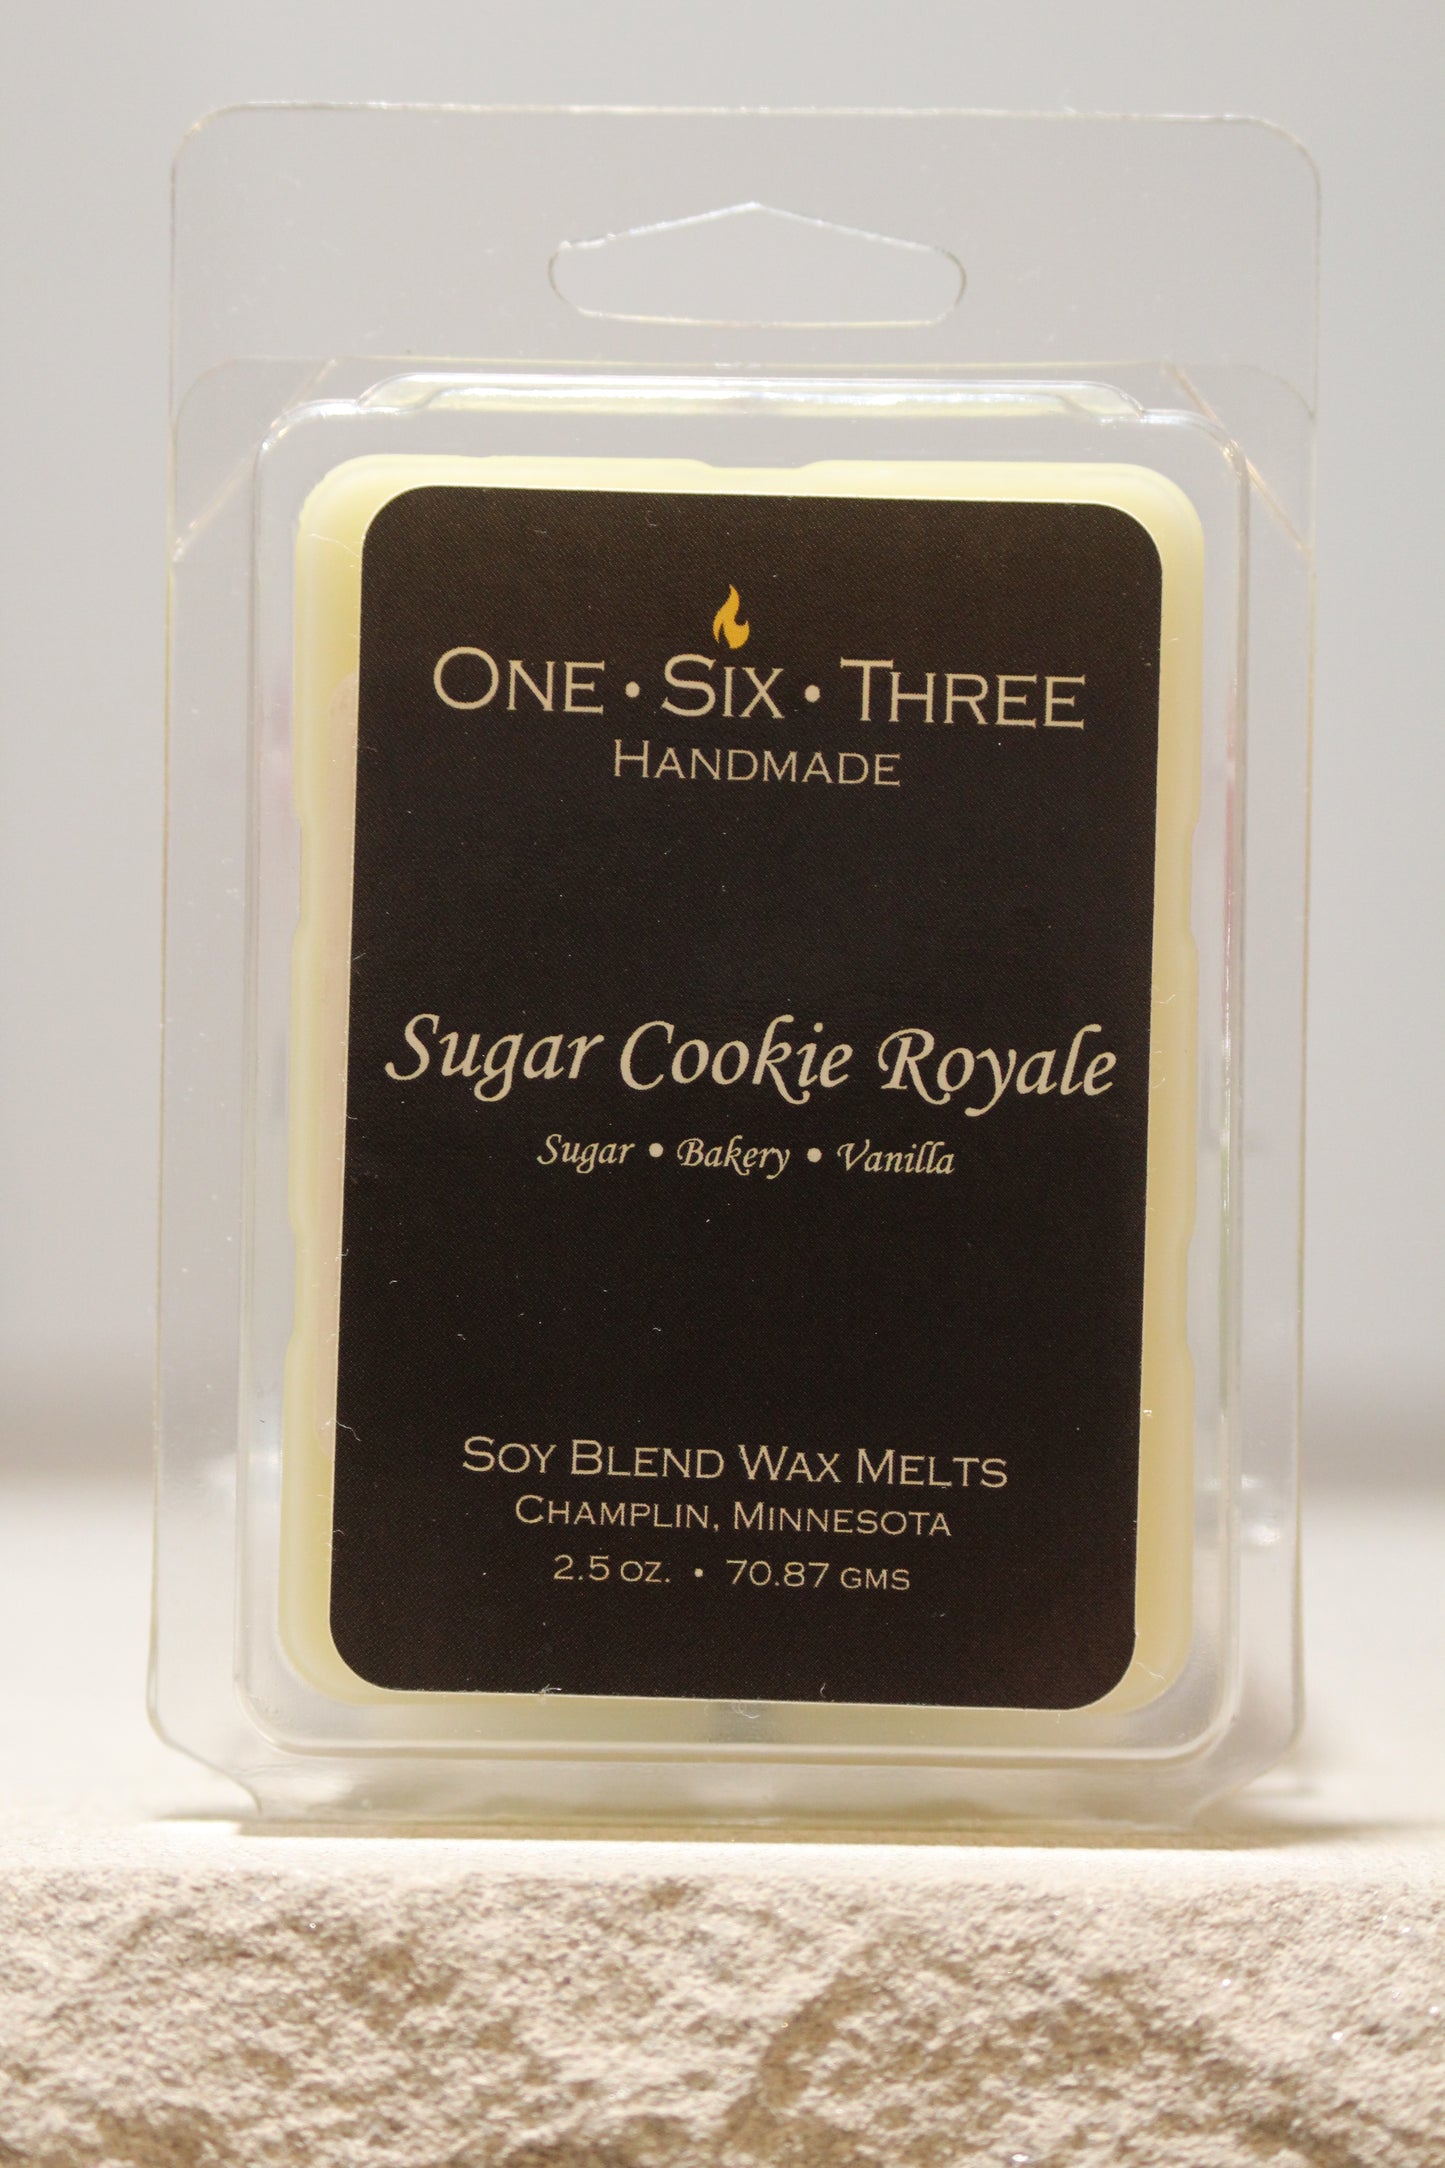 One • Six • Three
Handmade
Sugar Cookie Royale
Sugar • Bakery • Vanilla
Soy Blend Wax Melts
Champlin, Minnesota
2.5 oz. • 70.87 gms